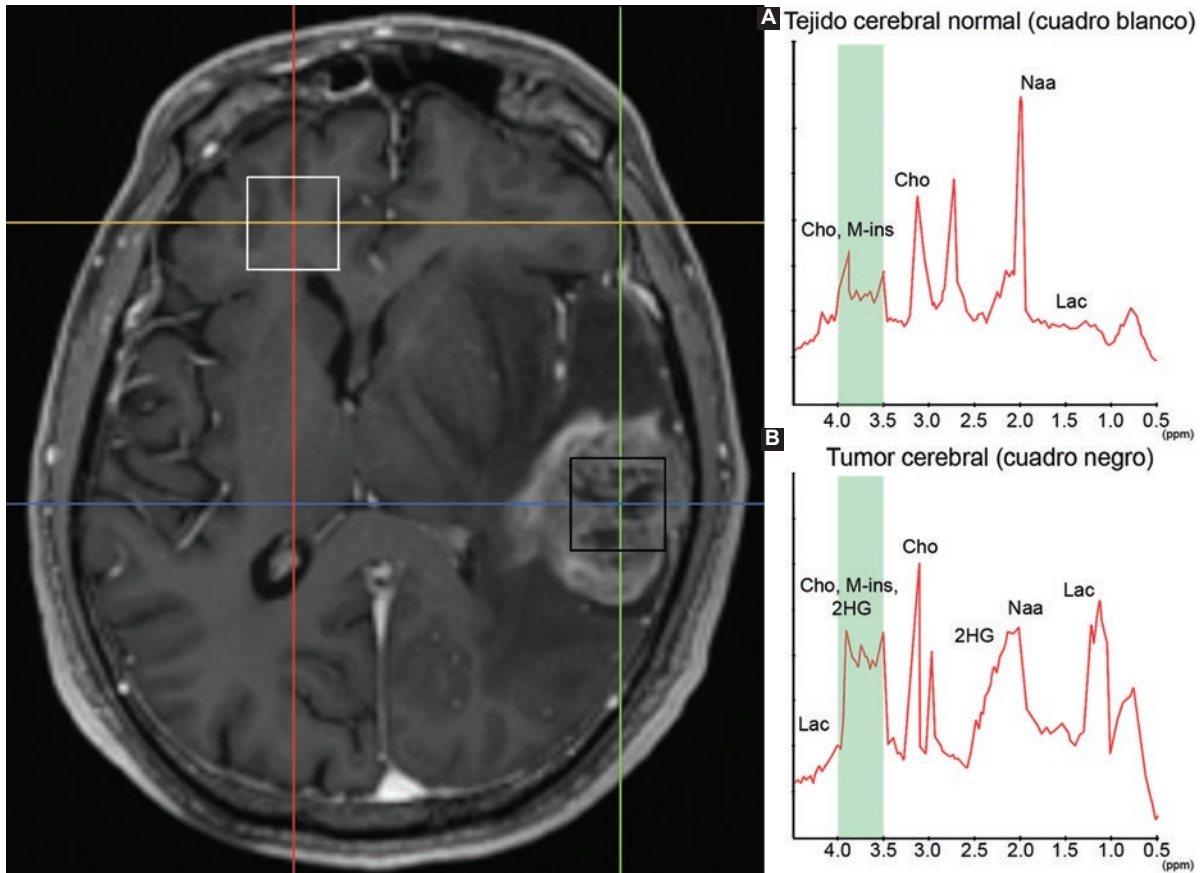 A
Tejido cerebral normal (cuadro blanco)
Naa
Cho
Cho, M-ins
Lac
4.0 3.5 3.0 2.5 2.0 1.5 1.0 0.5
(ppm)
B
Tumor cerebral (cuadro negro)
Cho
Cho, M-ins,
2HG
Lac
Naa
2HG
Lac
4.0 3.5 3.0 2.5 2.0 1.5 1.0 0.5
(ppm)